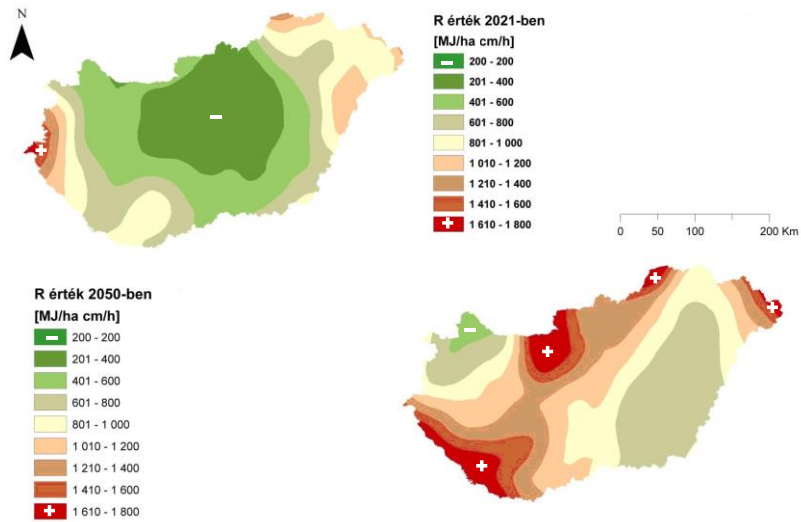 N
R érték 2021-ben
[MJ/ha cm/h]
200 - 200
201 - 400
401 - 600
601 - 800
801 - 1 000
1 010 - 1 200
1 210 - 1 400
1 410 - 1 600
1 610 - 1 800
0 50 100 200 Km
R érték 2050-ben
[MJ/ha cm/h]
200 - 200
201 - 400
401 - 600
601 - 800
801 - 1 000
1 010 - 1 200
1 210 - 1 400
1 410 - 1 600
1 610 - 1 800